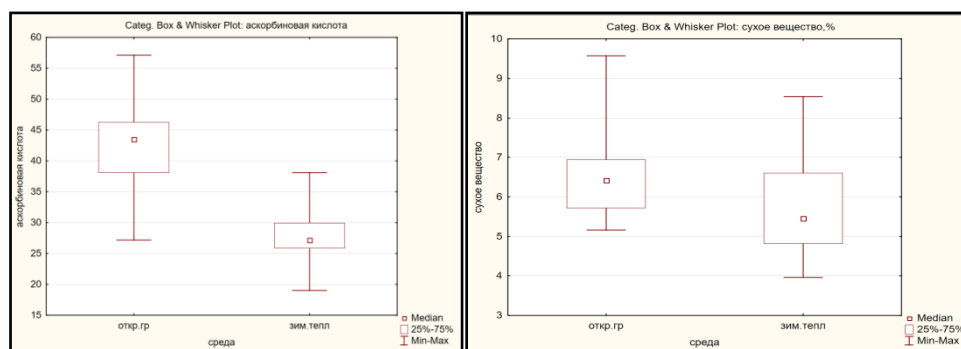 Categ. Box & Whisker Plot: аскорбиновая кислота
аскорбиновая кислота
60
55
50
45
40
35
30
25
20
15
откр.гр
зим.тепл
среда
Median
25%-75%
Min-Max
Categ. Box & Whisker Plot: сухое вещество,%
сухое вещество
10
9
8
7
6
5
4
3
откр.гр
зим.тепл
среда
Median
25%-75%
Min-Max